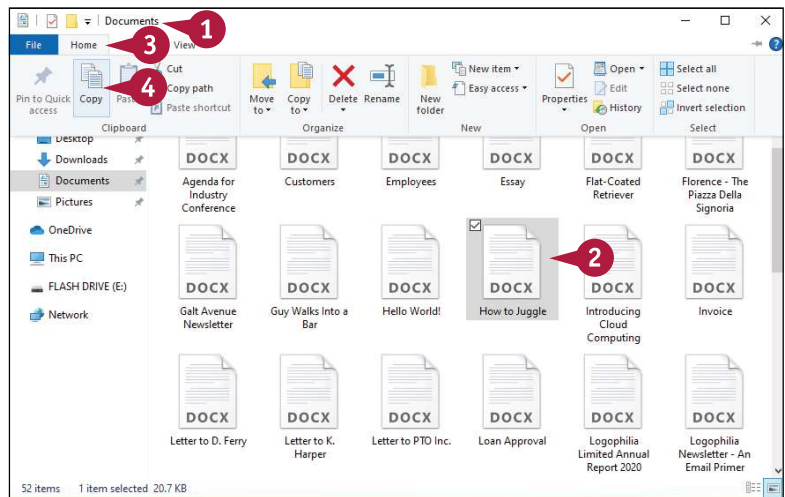 Documents
1
File Home 3 View
4
Pin to Quick access
Copy
Cut
Copy path
Paste shortcut
Clipboard
Move to
Copy to
Delete
Rename
Organize
New folder
New item
Easy access
New
Properties
Open
Edit
History
Open
Select all
Select none
Invert selection
Select
Desktop
Downloads
Documents
Pictures
OneDrive
This PC
FLASH DRIVE (E:)
Network
DOCX DOCX DOCX DOCX DOCX DOCX
Agenda for Industry Conference
Customers
Employees
Essay
Flat-Coated Retriever
Florence - The Piazza Della Signoria
2
DOCX DOCX DOCX DOCX DOCX DOCX
Galt Avenue Newsletter
Guy Walks Into a Bar
Hello World!
How to Juggle
Introducing Cloud Computing
Invoice
DOCX DOCX DOCX DOCX DOCX DOCX
Letter to D. Ferry
Letter to K. Harper
Letter to PTO Inc.
Loan Approval
Logophilia Limited Annual Report 2020
Logophilia Newsletter - An Email Primer
52 items 1 item selected 20.7 KB